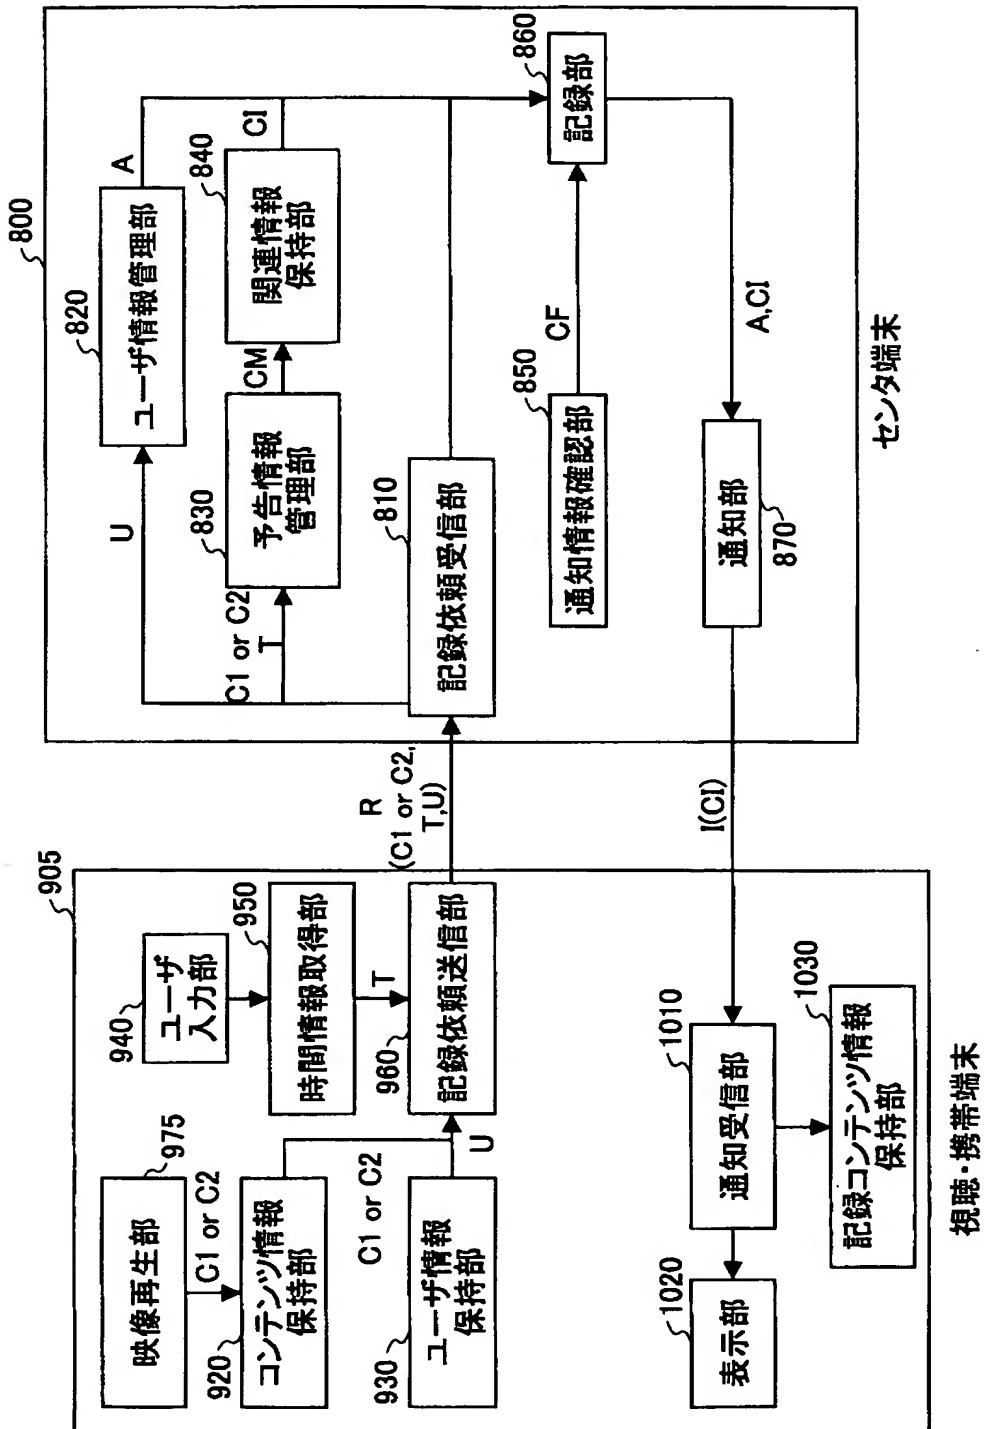 800
820
ユーザ情報管理部
A
U
830
予告情報
管理部
CM
840
関連情報
保持部
CI
C1 or C2
T
810
記録依頼受信部
860
記録部
850
通知情報確認部
CF
A,CI
通知部
870
センタ端末
R
(C1 or C2,
T,U)
I(CI)
905
975
映像再生部
C1 or C2
920
コンテンツ情報
保持部
C1 or C2
930
ユーザ情報
保持部
U
940
ユーザ
入力部
950
時間情報取得部
T
960
記録依頼送信部
1010
通知受信部
1020
表示部
1030
記録コンテンツ情報
保持部
視聴・携帯端末